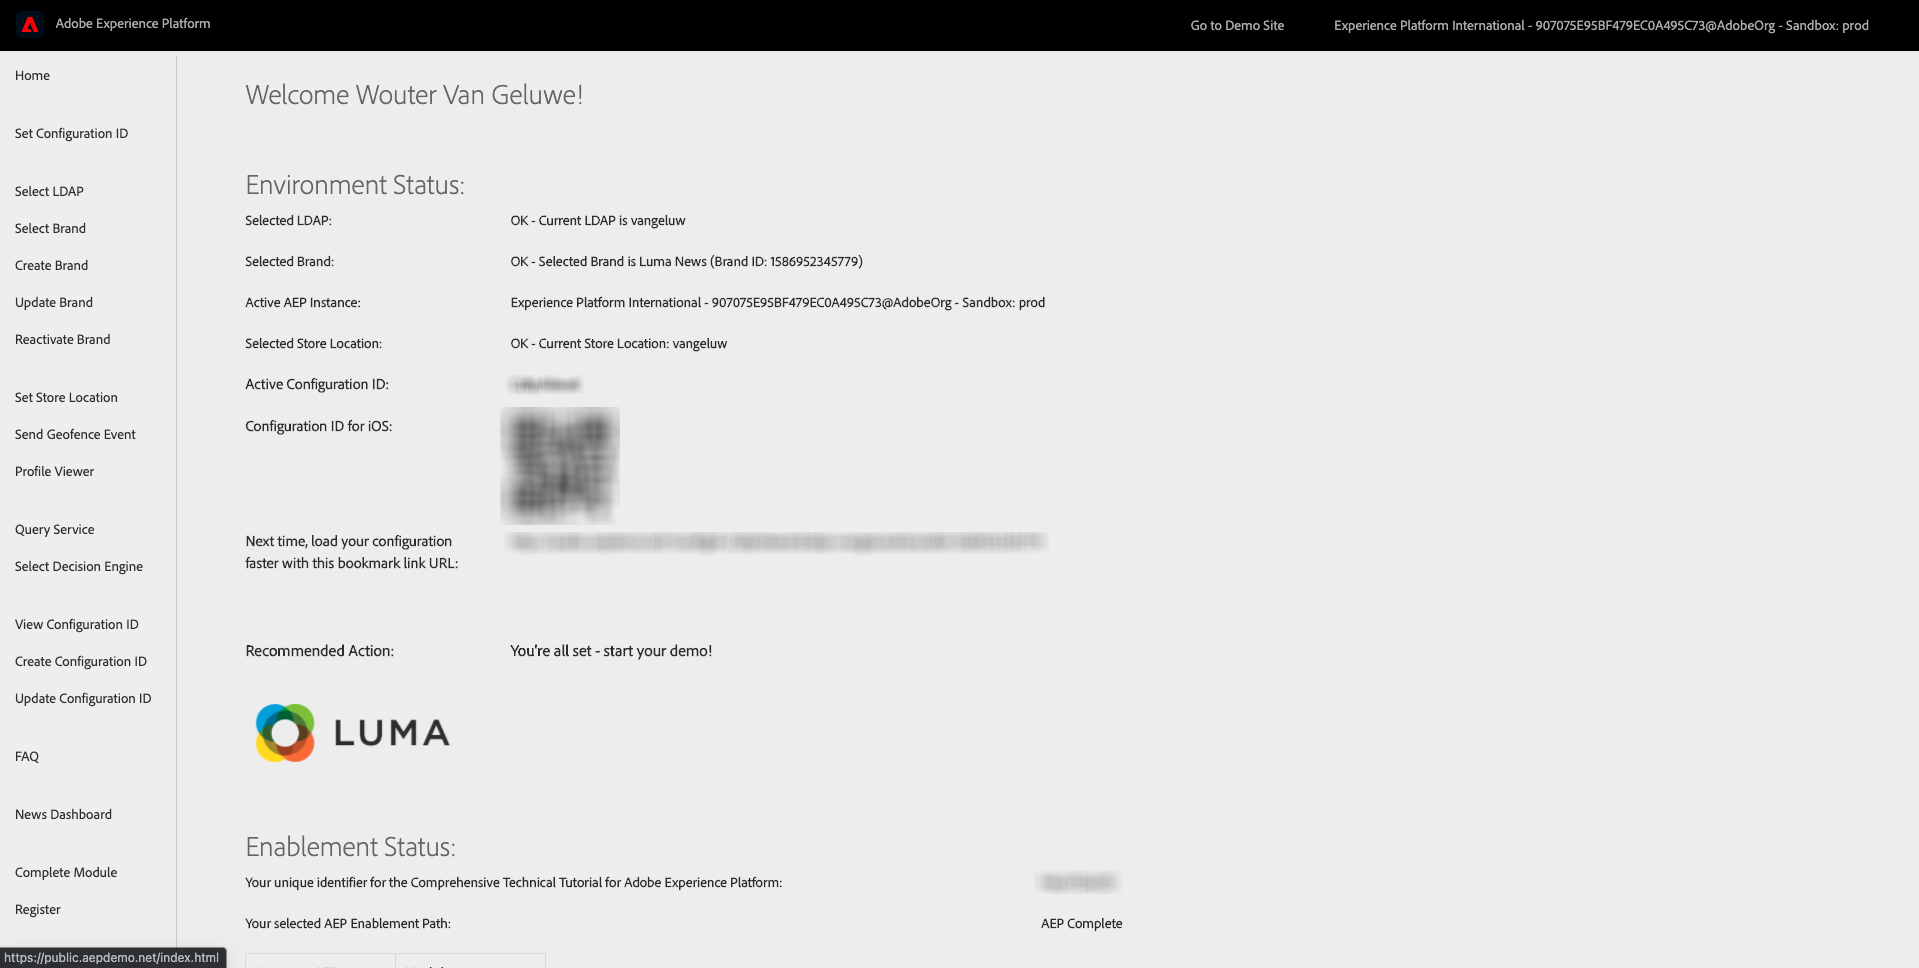 Adobe Experience Platform
Go to Demo Site
Experience Platform International - 907075E95BF479EC0A495C73@AdobeOrg - Sandbox: prod
Home
Set Configuration ID
Select LDAP
Select Brand
Create Brand
Update Brand
Reactivate Brand
Set Store Location
Send Geofence Event
Profile Viewer
Query Service
Select Decision Engine
View Configuration ID
Create Configuration ID
Update Configuration ID
FAQ
News Dashboard
Complete Module
Register
https://public.aepdemo.net/index.html
Welcome Wouter Van Geluwe!
Environment Status:
Selected LDAP: OK - Current LDAP is vangeluw
Selected Brand: OK - Selected Brand is Luma News (Brand ID: 1586952345779)
Active AEP Instance: Experience Platform International - 907075E95BF479EC0A495C73@AdobeOrg - Sandbox: prod
Selected Store Location: OK - Current Store Location: vangeluw
Active Configuration ID:
Configuration ID for iOS:
Next time, load your configuration
faster with this bookmark link URL:
Recommended Action: You're all set - start your demo!
LUMA
Enablement Status:
Your unique identifier for the Comprehensive Technical Tutorial for Adobe Experience Platform:
Your selected AEP Enablement Path: AEP Complete